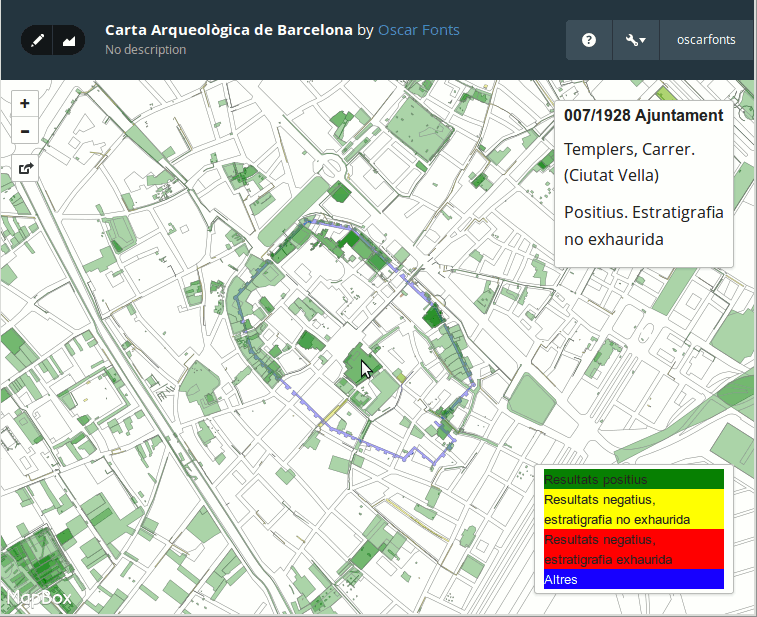 Carta Arqueològica de Barcelona by Oscar Fonts
No description
?
oscarfonts
+
-
007/1928 Ajuntament
Templers, Carrer.
(Ciutat Vella)
Positius. Estratigrafia
no exhaurida
Resultats positius
Resultats negatius,
estratigrafia no exhaurida
Resultats negatius,
estratigrafia exhaurida
Altres
MapBox